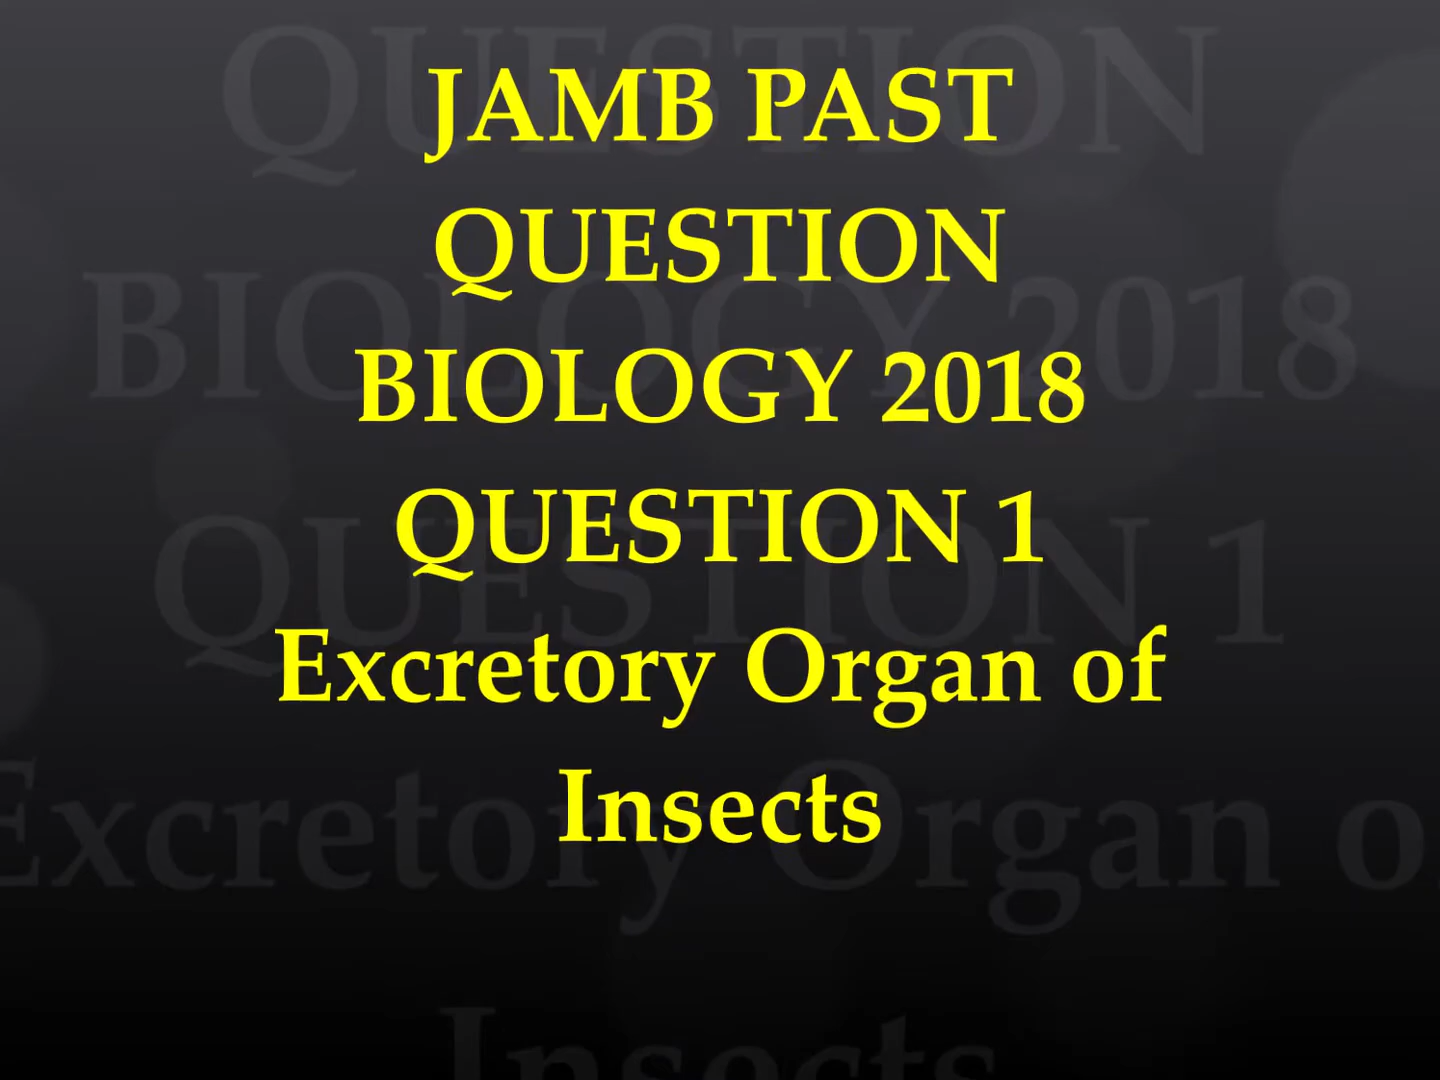 JAMB PAST
QUESTION
BIOLOGY 2018
QUESTION 1
Excretory Organ of
Insects